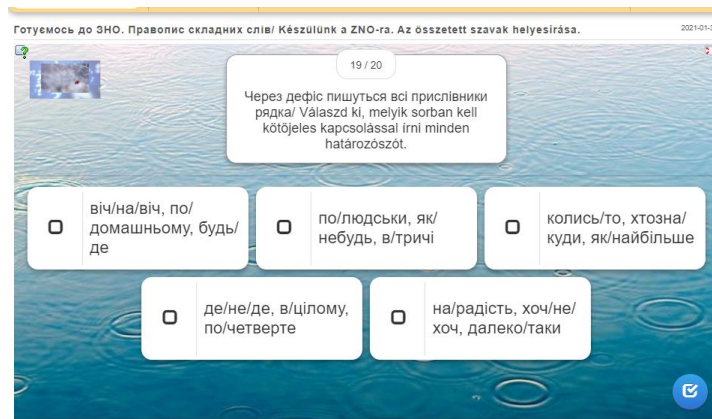 Готуємось до ЗНО. Правопис складних слів/ Készülünk a ZNO-ra. Az összetett szavak helyesírása.
2021-01-3
19 / 20
Через дефіс пишуться всі прислівники
рядка/ Válaszd ki, melyik sorban kell
kötőjeles kapcsolással írni minden
határozószót.
віч/на/віч, по/
домашньому, будь/
де
по/людськи, як/
небудь, в/тричі
колись/то, хтозна/
куди, як/найбільше
де/не/де, в/цілому,
по/четверте
на/радість, хоч/не/
хоч, далеко/таки